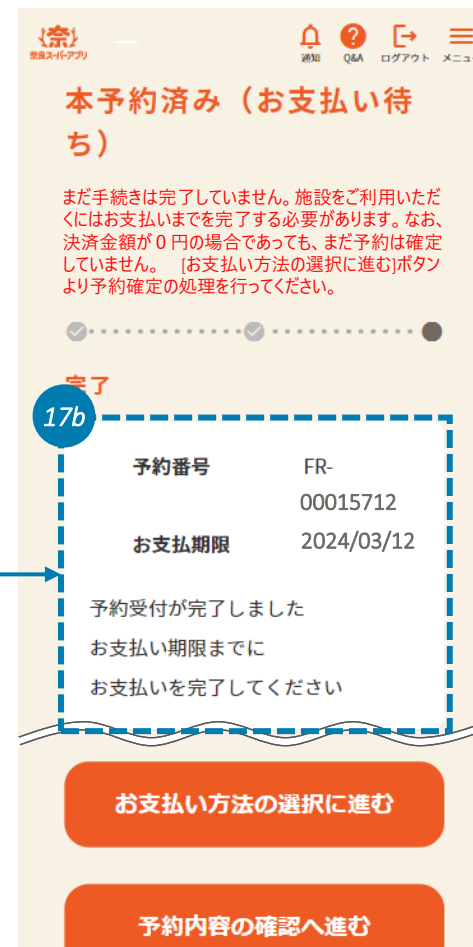 奈
奈良スーパーアプリ
通知 Q&A ログアウト メニュー
本予約済み（お支払い待
ち）
まだ手続きは完了していません。施設をご利用いただ
くにはお支払いまでを完了する必要があります。なお、
決済金額が０円の場合であっても、まだ予約は確定
していません。 [お支払い方法の選択に進む]ボタン
より予約確定の処理を行ってください。
完了
17b
予約番号 FR-
00015712
お支払期限 2024/03/12
予約受付が完了しました
お支払い期限までに
お支払いを完了してください
お支払い方法の選択に進む
予約内容の確認へ進む